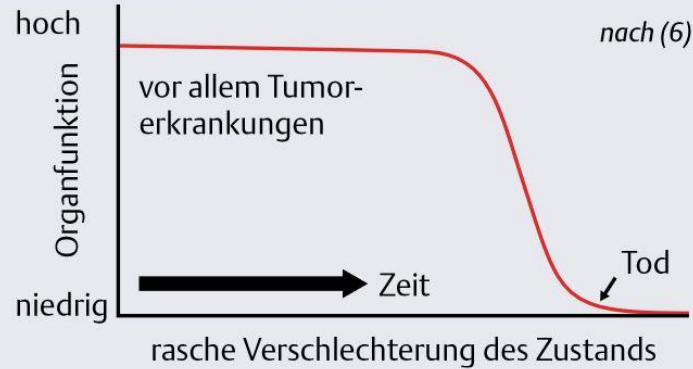 hoch
nach (6)
Organfunktion
vor allem Tumor-
erkrankungen
Zeit
Tod
niedrig
rasche Verschlechterung des Zustands